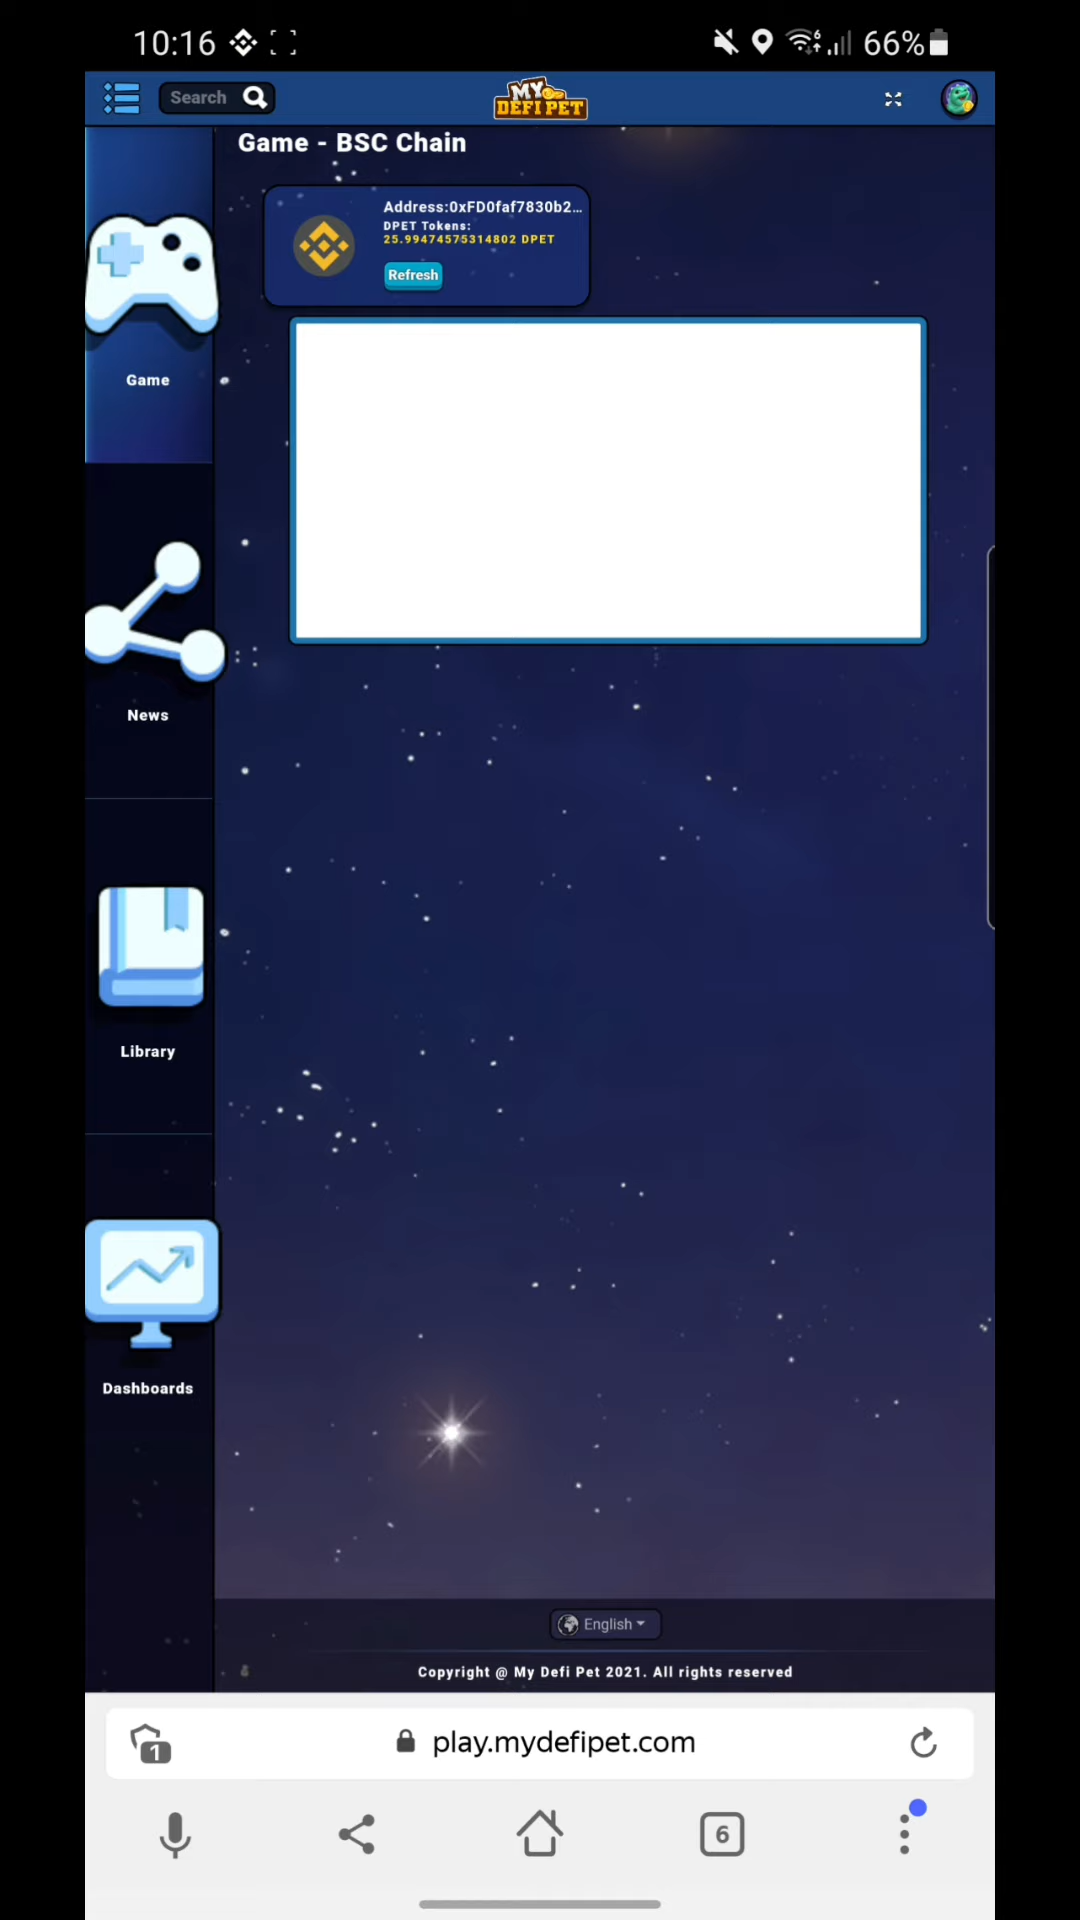 10:16
66%
Search
MY
DEFI PET
Game - BSC Chain
Address:0xFD0faf7830b2...
DPET Tokens:
25.99474575314802 DPET
Refresh
Game
News
Library
Dashboards
English
Copyright @ My Defi Pet 2021. All rights reserved
1
play.mydefipet.com
6